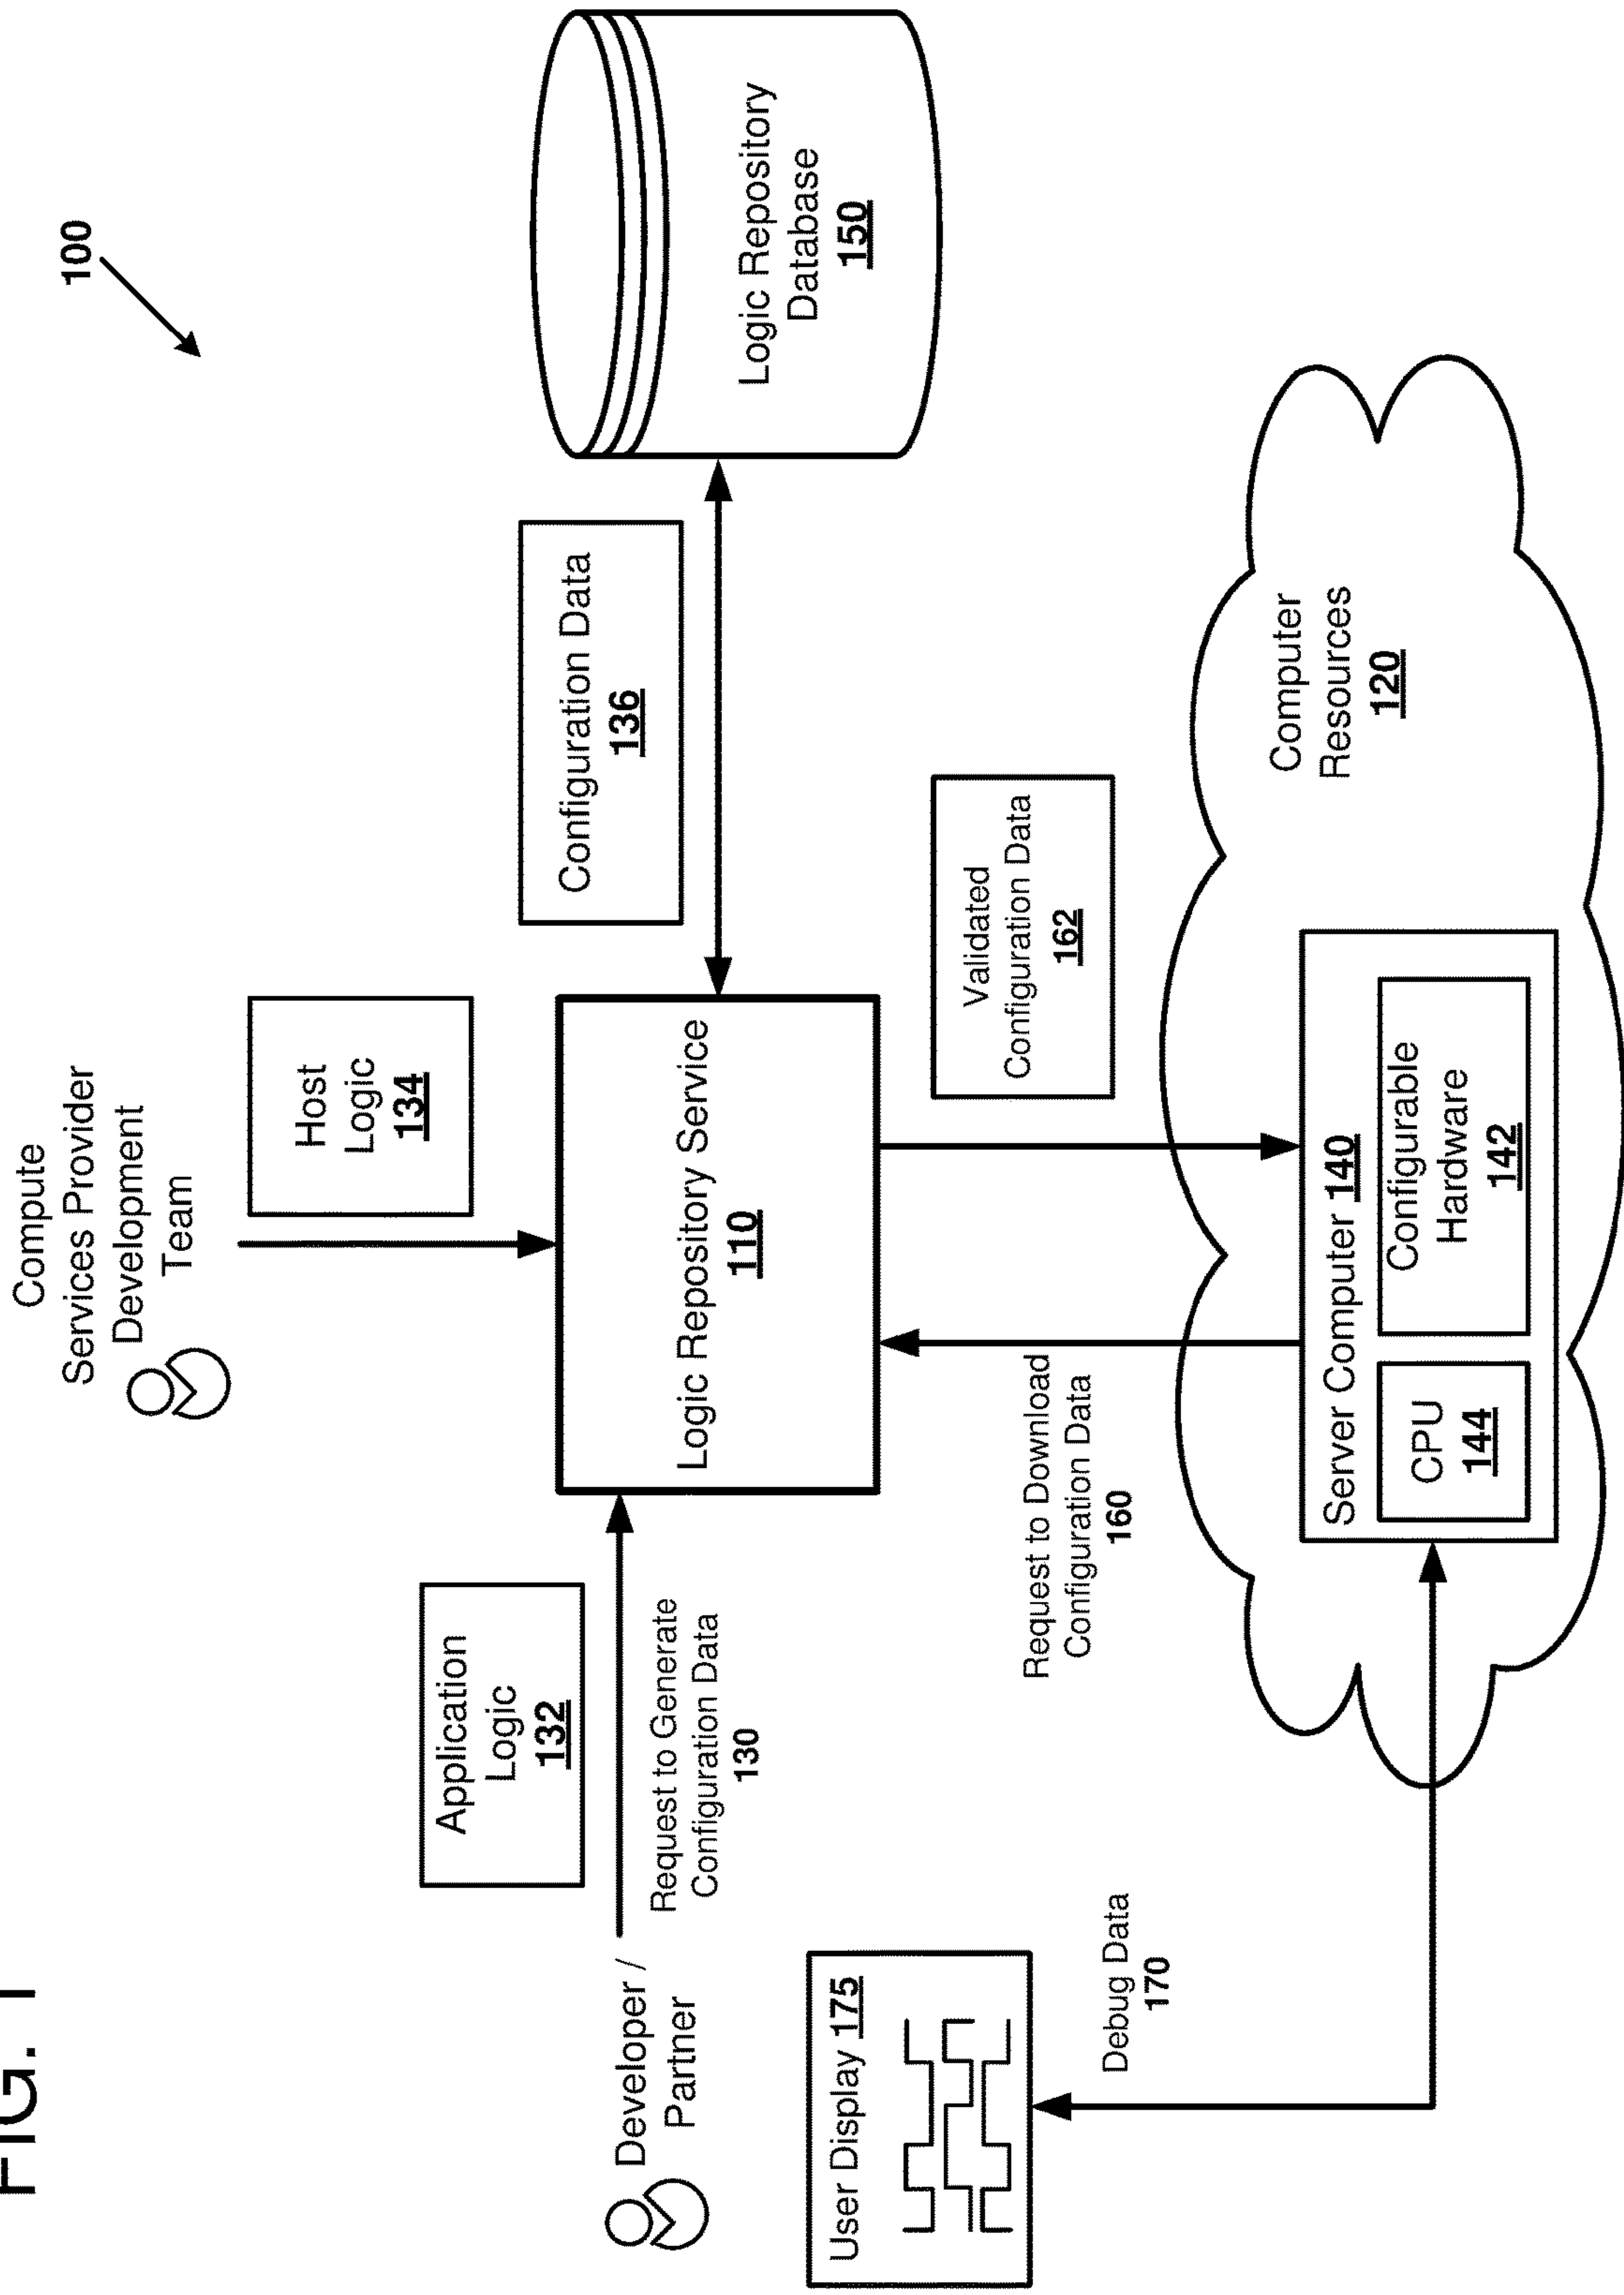 FIG. 1
100
Compute
Services Provider
Development
Team
Host
Logic
134
Application
Logic
132
Developer /
Partner
Request to Generate
Configuration Data
130
Logic Repository Service
110
Configuration Data
136
Logic Repository
Database
150
User Display 175
Debug Data
170
Request to Download
Configuration Data
160
Validated
Configuration Data
162
Computer
Resources
120
Server Computer 140
CPU
144
Configurable
Hardware
142